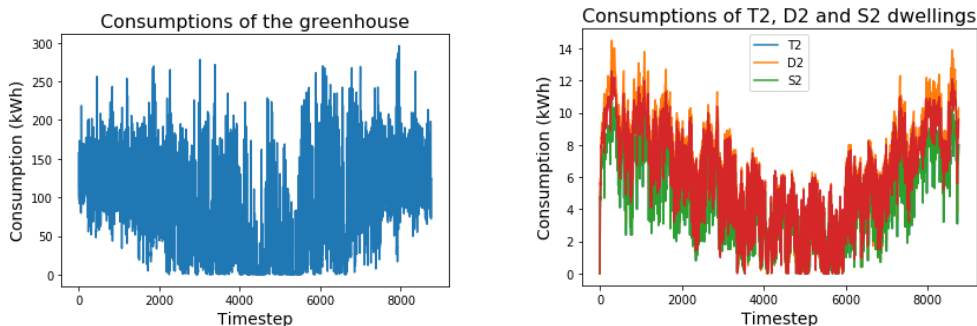 Consumptions of the greenhouse
Consumption (kWh)
300
250
200
150
100
50
0
0 2000 4000 6000 8000
Timestep
Consumptions of T2, D2 and S2 dwellings
Consumption (kWh)
14
12
10
8
6
4
2
0
T2
D2
S2
0 2000 4000 6000 8000
Timestep